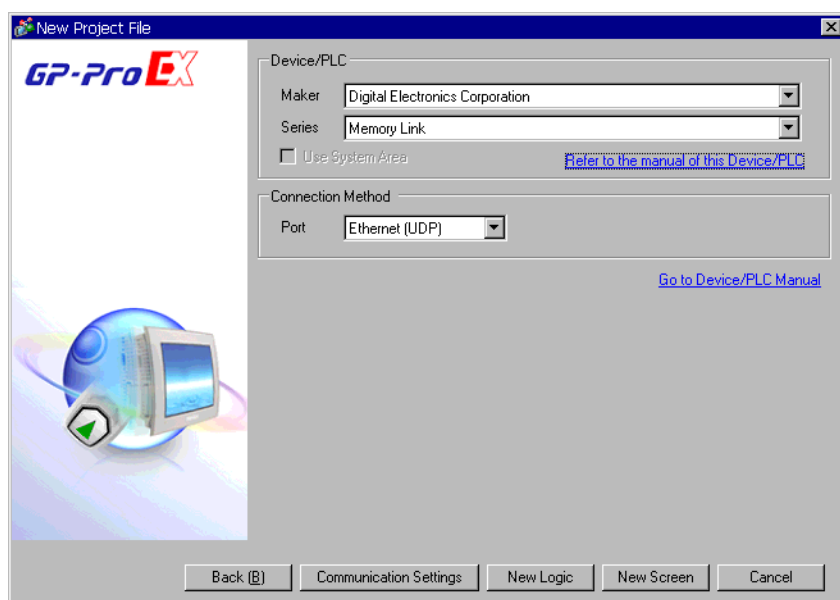 New Project File
GP-Pro EX
Device/PLC
Maker Digital Electronics Corporation
Series Memory Link
Use System Area Refer to the manual of this Device/PLC
Connection Method
Port Ethernet (UDP)
Go to Device/PLC Manual
Back (B) Communication Settings New Logic New Screen Cancel